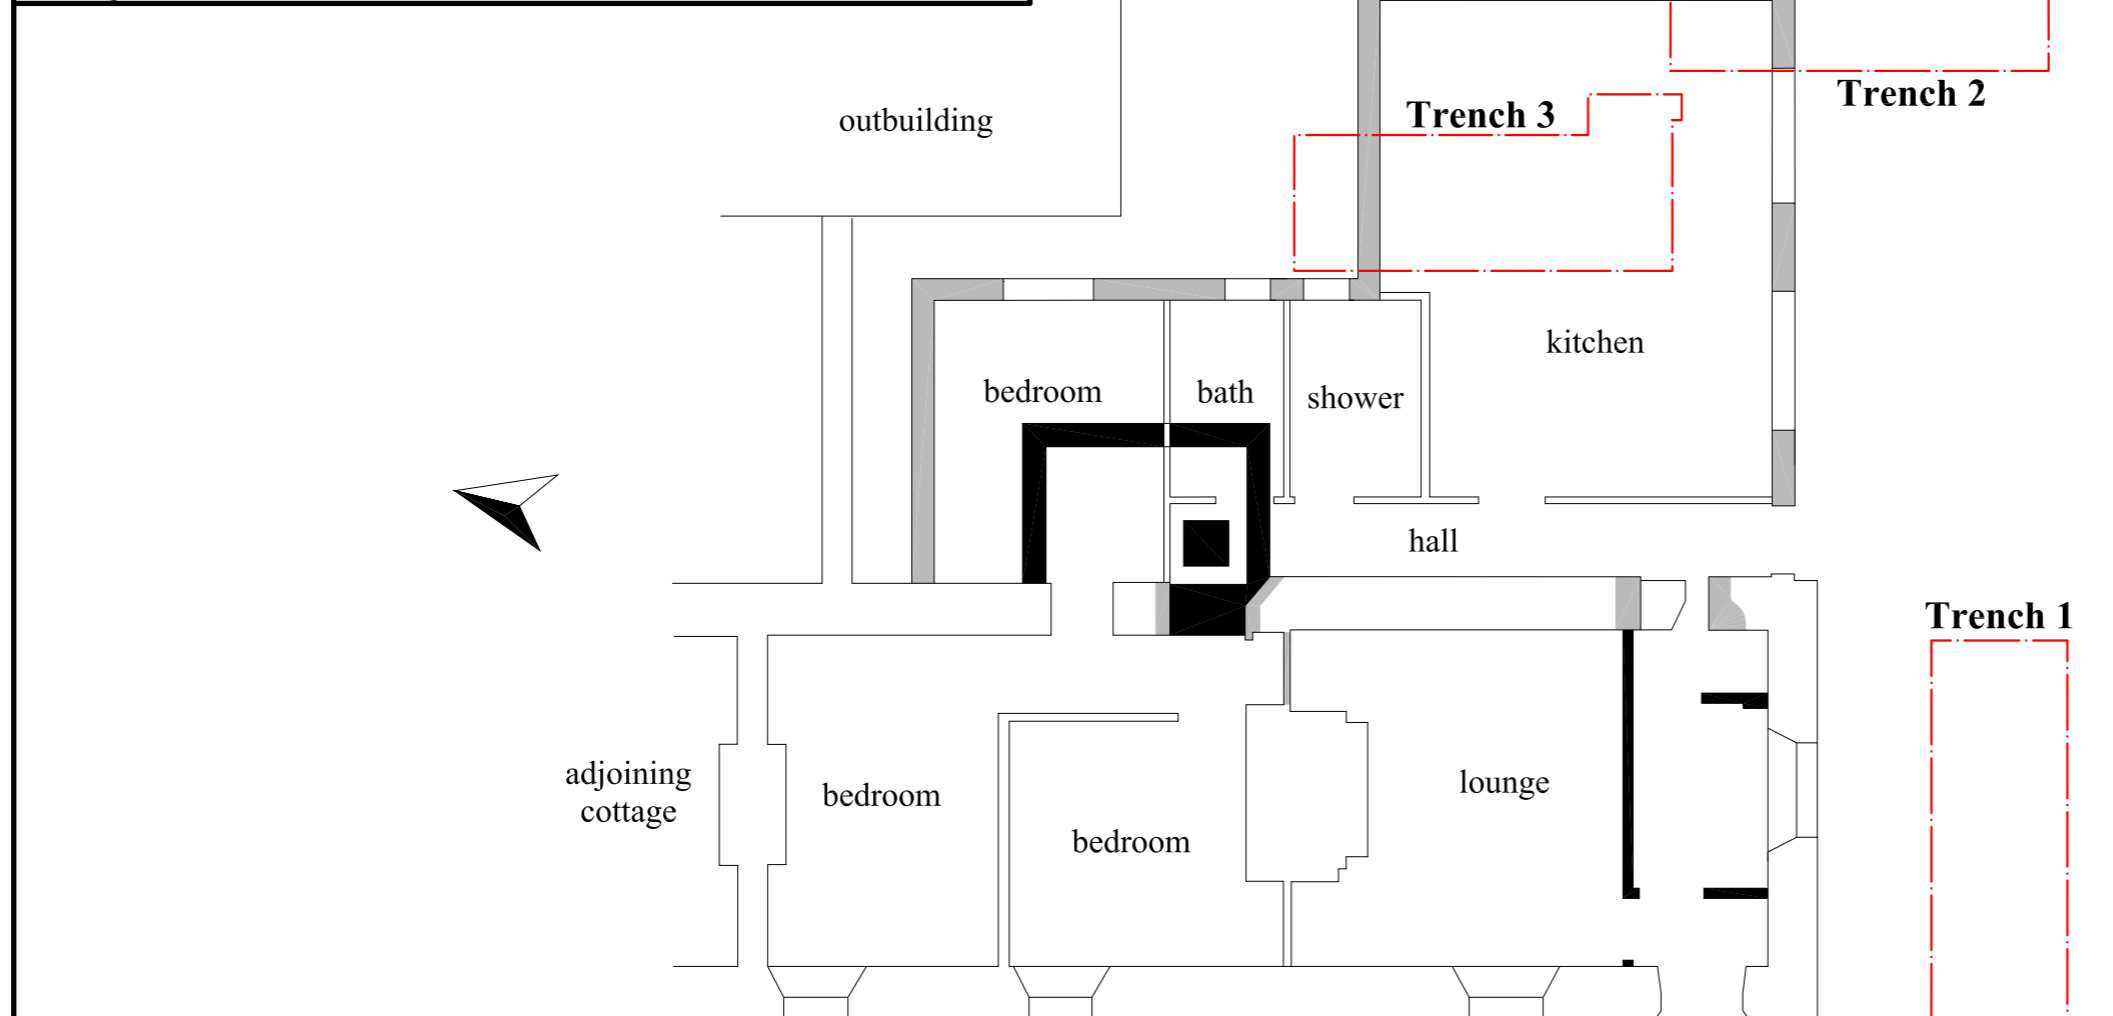 Trench 2
Trench 3
outbuilding
kitchen
bedroom
bath
shower
hall
Trench 1
adjoining
cottage
bedroom
lounge
bedroom